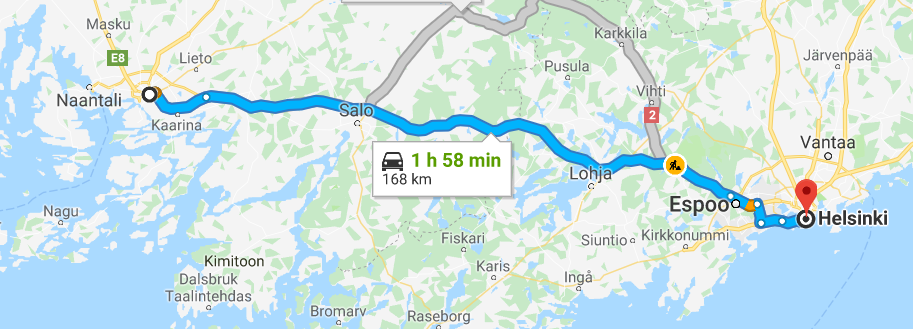 Masku
E8
Lieto
Naantali
Kaarina
Salo
Karkkila
Pusula
Järvenpää
Vihti
2
Vantaa
1 h 58 min
168 km
Lohja
Espoo
Helsinki
Nagu
Fiskari
Siuntio
Kirkkonummi
Kimitoon
Dalsbruk
Taalintehdas
Karis
Ingå
Bromarv
Raseborg